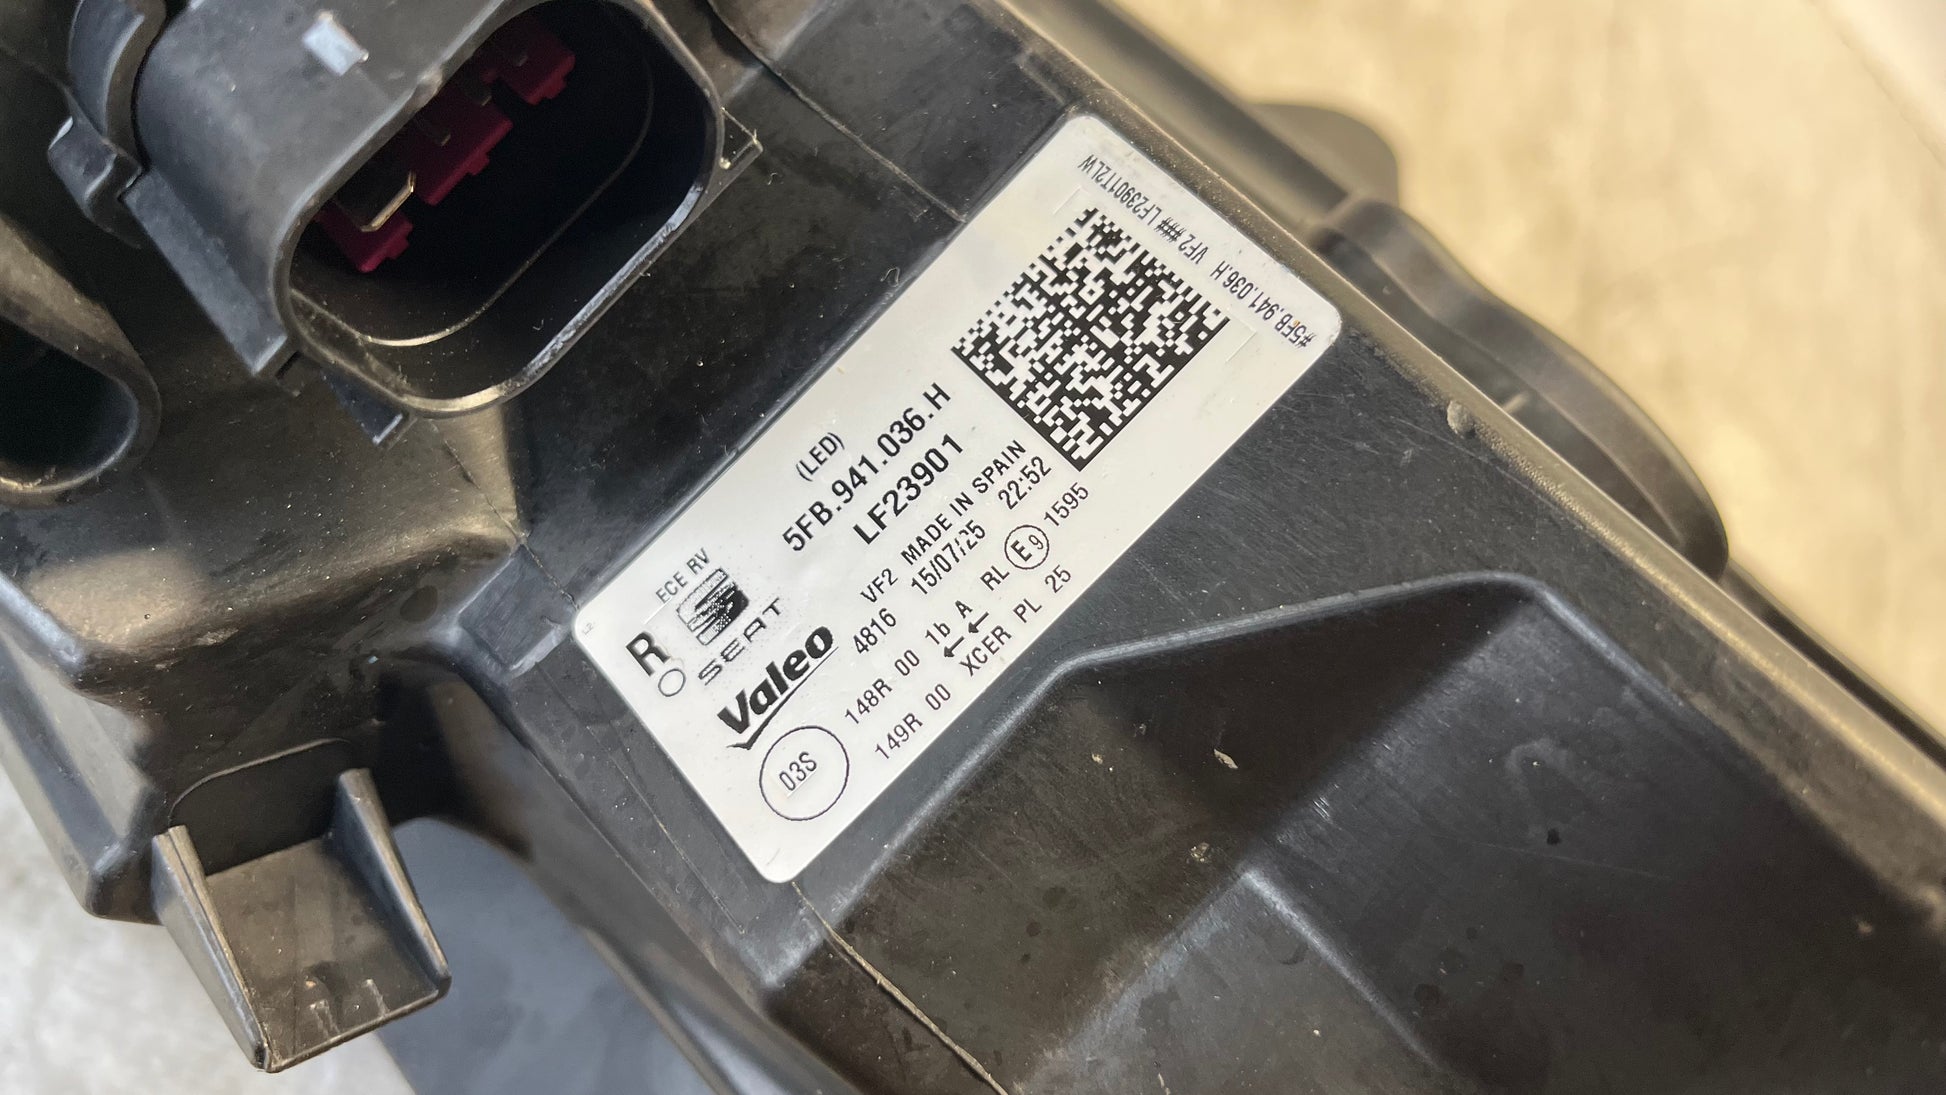 #5FB.941.036.H VF2 ### LF23901T2LW
(LED)
5FB.941.036.H
LF23901
ECE RV
R
SEAT
Valeo
VF2 MADE IN SPAIN
4816 15/07/25 22:52
03S
148R 00 1b A RL E9 1595
149R 00 XCER PL 25